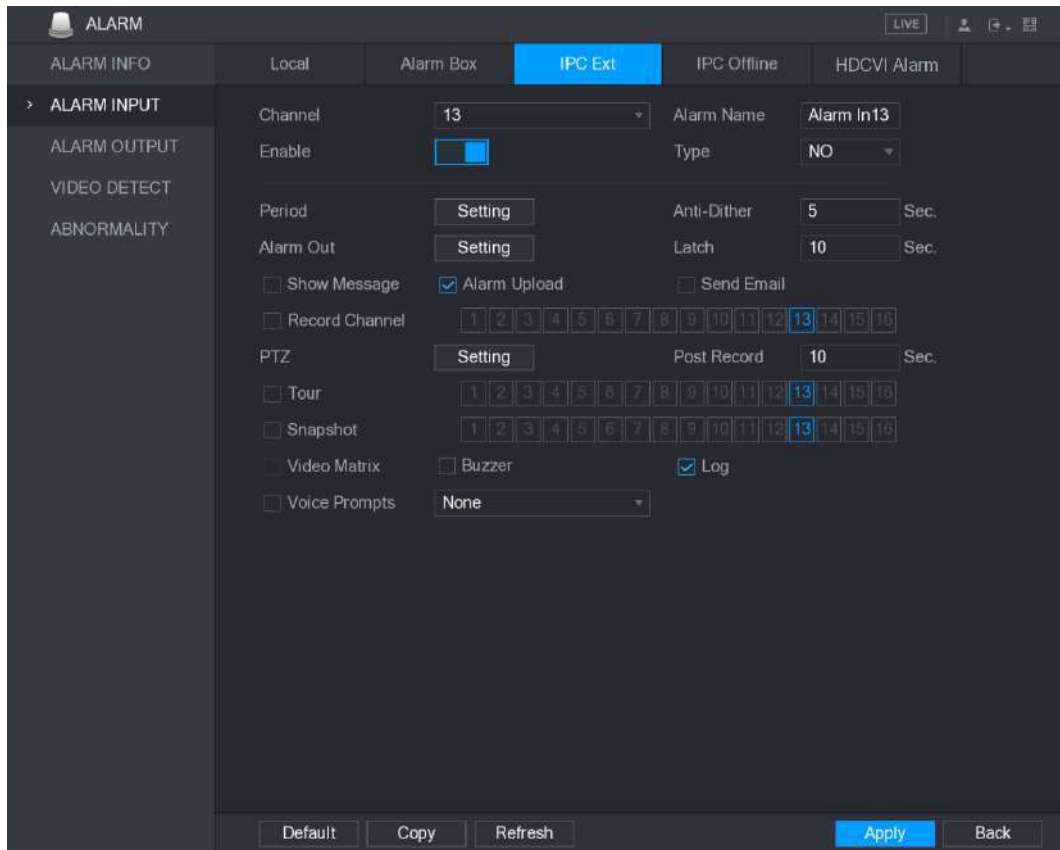 ALARM LIVE
ALARM INFO
ALARM INPUT
ALARM OUTPUT
VIDEO DETECT
ABNORMALITY
Local Alarm Box IPC Ext IPC Offline HDCVI Alarm
Channel 13 Alarm Name Alarm In13
Enable Type NO
Period Setting Anti-Dither 5 Sec.
Alarm Out Setting Latch 10 Sec.
Show Message Alarm Upload Send Email
Record Channel 1 2 3 4 5 6 7 8 9 10 11 12 13 14 15 16
PTZ Setting Post Record 10 Sec.
Tour 1 2 3 4 5 6 7 8 9 10 11 12 13 14 15 16
Snapshot 1 2 3 4 5 6 7 8 9 10 11 12 13 14 15 16
Video Matrix Buzzer Log
Voice Prompts None
Default Copy Refresh Apply Back